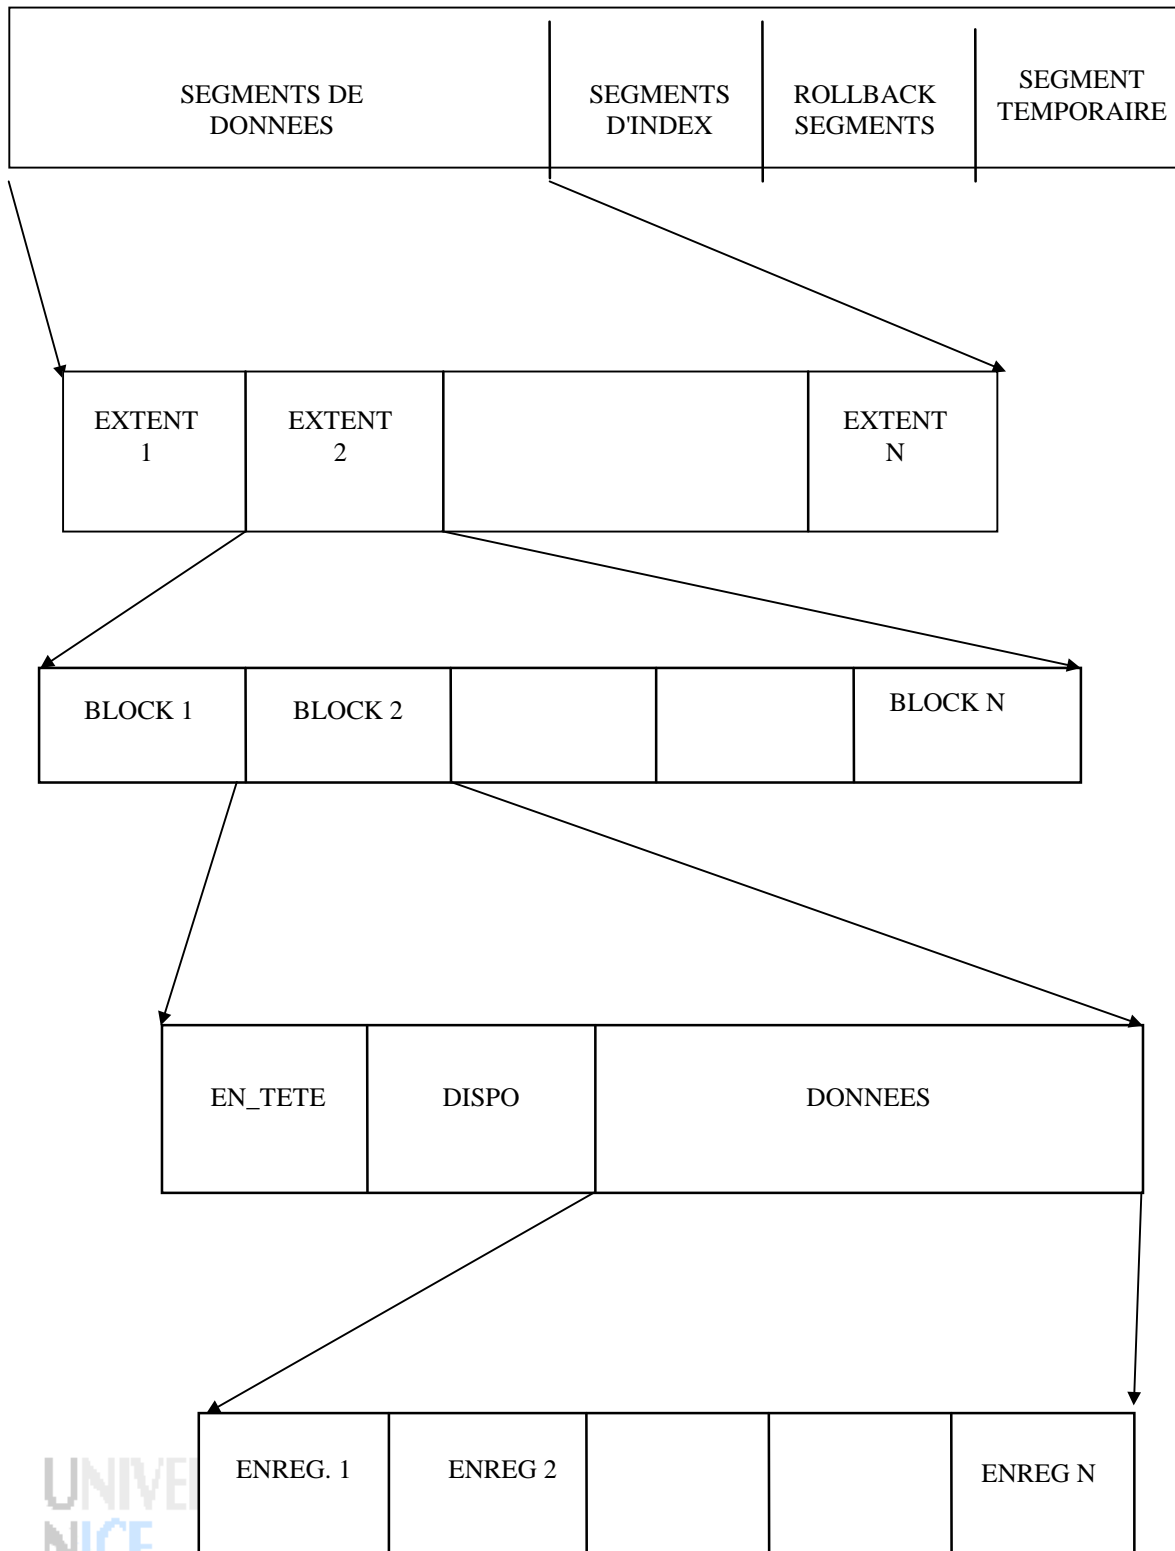 SEGMENTS DE
DONNEES
SEGMENTS
D'INDEX
ROLLBACK
SEGMENTS
SEGMENT
TEMPORAIRE
EXTENT
1
EXTENT
2
EXTENT
N
BLOCK 1
BLOCK 2
BLOCK N
EN_TETE
DISPO
DONNEES
ENREG. 1
ENREG 2
ENREG N
NICE